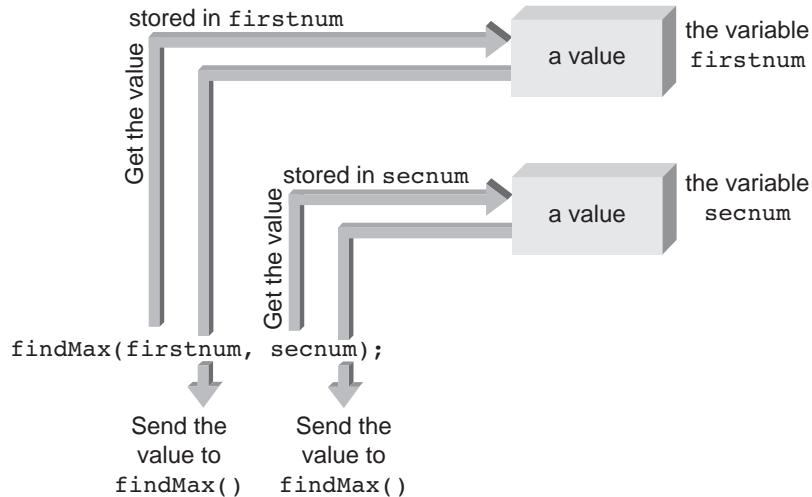 stored in firstnum
Get the value
a value
the variable
firstnum
stored in secnum
Get the value
a value
the variable
secnum
findMax(firstnum, secnum);
Send the
value to
findMax()
Send the
value to
findMax()